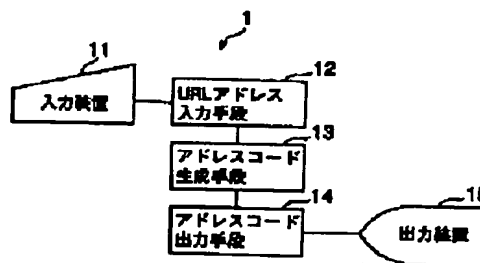 1
11
入力装置
12
URLアドレス
入力手段
13
アドレスコード
生成手段
14
アドレスコード
出力手段
15
出力装置